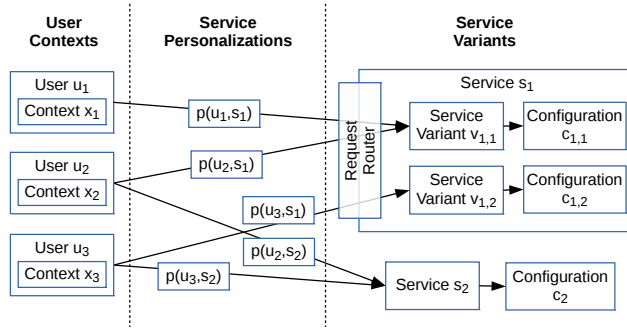 User
Contexts
Service
Personalizations
Service
Variants
User u1
Context x1
User u2
Context x2
User u3
Context x3
p(u1,s1)
p(u2,s1)
p(u3,s1)
p(u2,s2)
p(u3,s2)
Service s1
Request
Router
Service
Variant v1,1
Configuration
c1,1
Service
Variant v1,2
Configuration
c1,2
Service s2
Configuration
c2